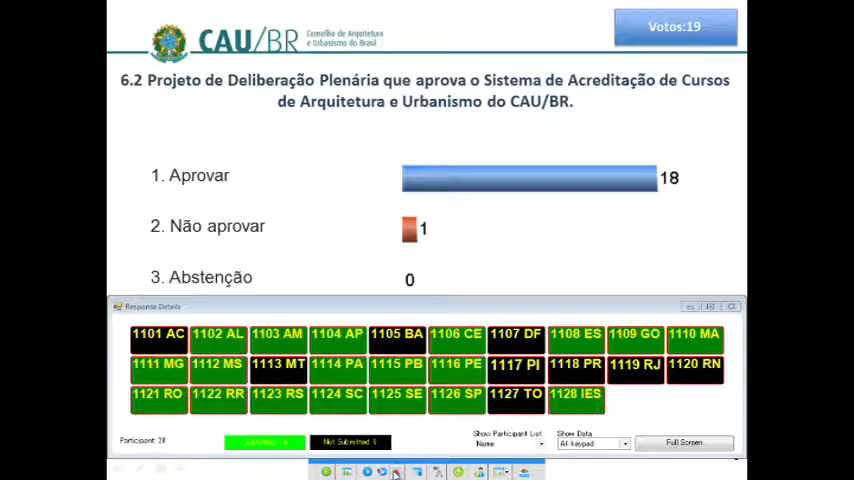 CAU/BR
Conselho de Arquitetura
e Urbanismo do Brasil
Votos:19
6.2 Projeto de Deliberação Plenária que aprova o Sistema de Acreditação de Cursos
de Arquitetura e Urbanismo do CAU/BR.
1. Aprovar 18
2. Não aprovar 1
3. Abstenção 0
Response Details
1101 AC 1102 AL 1103 AM 1104 AP 1105 BA 1106 CE 1107 DF 1108 ES 1109 GO 1110 MA
1111 MG 1112 MS 1113 MT 1114 PA 1115 PB 1116 PE 1117 PI 1118 PR 1119 RJ 1120 RN
1121 RO 1122 RR 1123 RS 1124 SC 1125 SE 1126 SP 1127 TO 1128 IES
Participant: 28
Not Submitted
Show Participant List
Name
Show Data
All keypad
Full Screen